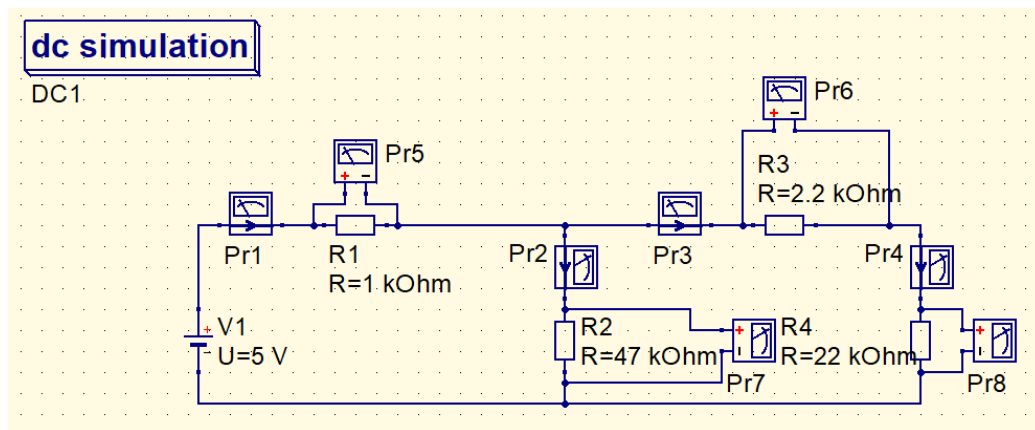 dc simulation
DC1
Pr6
Pr5
R3
R=2.2 kOhm
Pr1
R1
R=1 kOhm
Pr2
Pr3
Pr4
V1
U=5 V
R2
R=47 kOhm
R4
R=22 kOhm
Pr7
Pr8